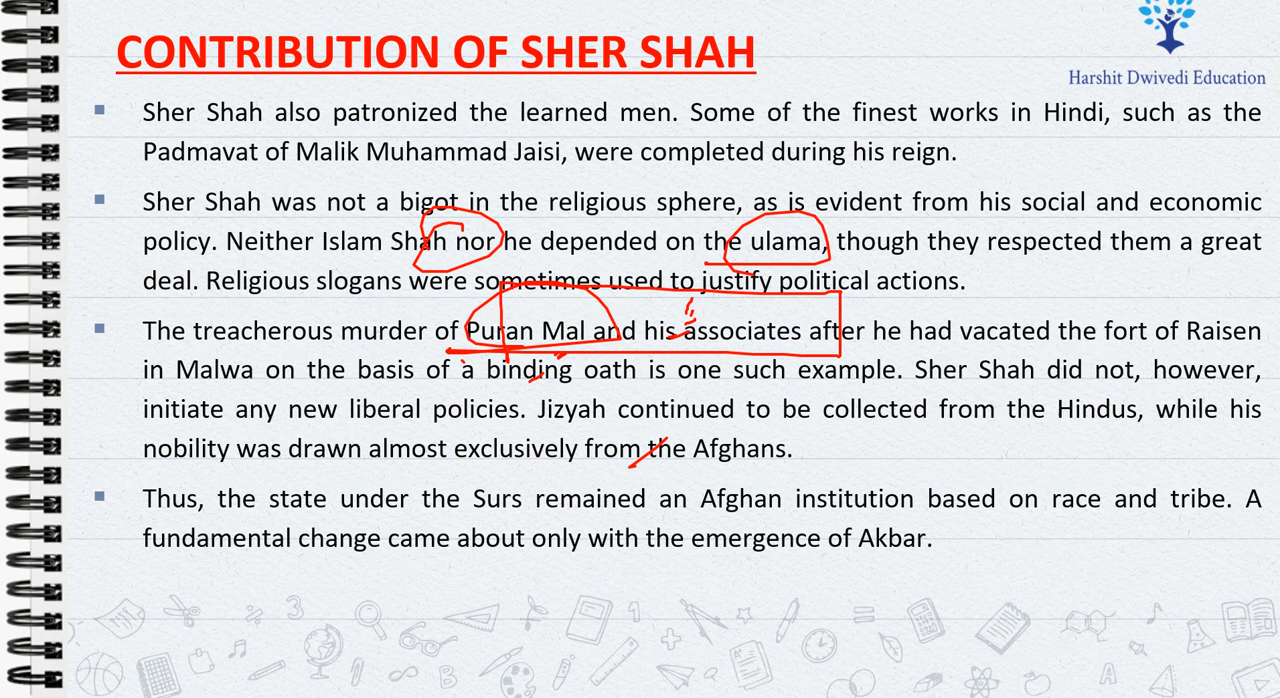 CONTRIBUTION OF SHER SHAH
Harshit Dwivedi Education
▪ Sher Shah also patronized the learned men. Some of the finest works in Hindi, such as the
Padmavat of Malik Muhammad Jaisi, were completed during his reign.
▪ Sher Shah was not a bigot in the religious sphere, as is evident from his social and economic
policy. Neither Islam Shah nor he depended on the ulama, though they respected them a great
deal. Religious slogans were sometimes used to justify political actions.
▪ The treacherous murder of Puran Mal and his associates after he had vacated the fort of Raisen
in Malwa on the basis of a binding oath is one such example. Sher Shah did not, however,
initiate any new liberal policies. Jizyah continued to be collected from the Hindus, while his
nobility was drawn almost exclusively from the Afghans.
▪ Thus, the state under the Surs remained an Afghan institution based on race and tribe. A
fundamental change came about only with the emergence of Akbar.